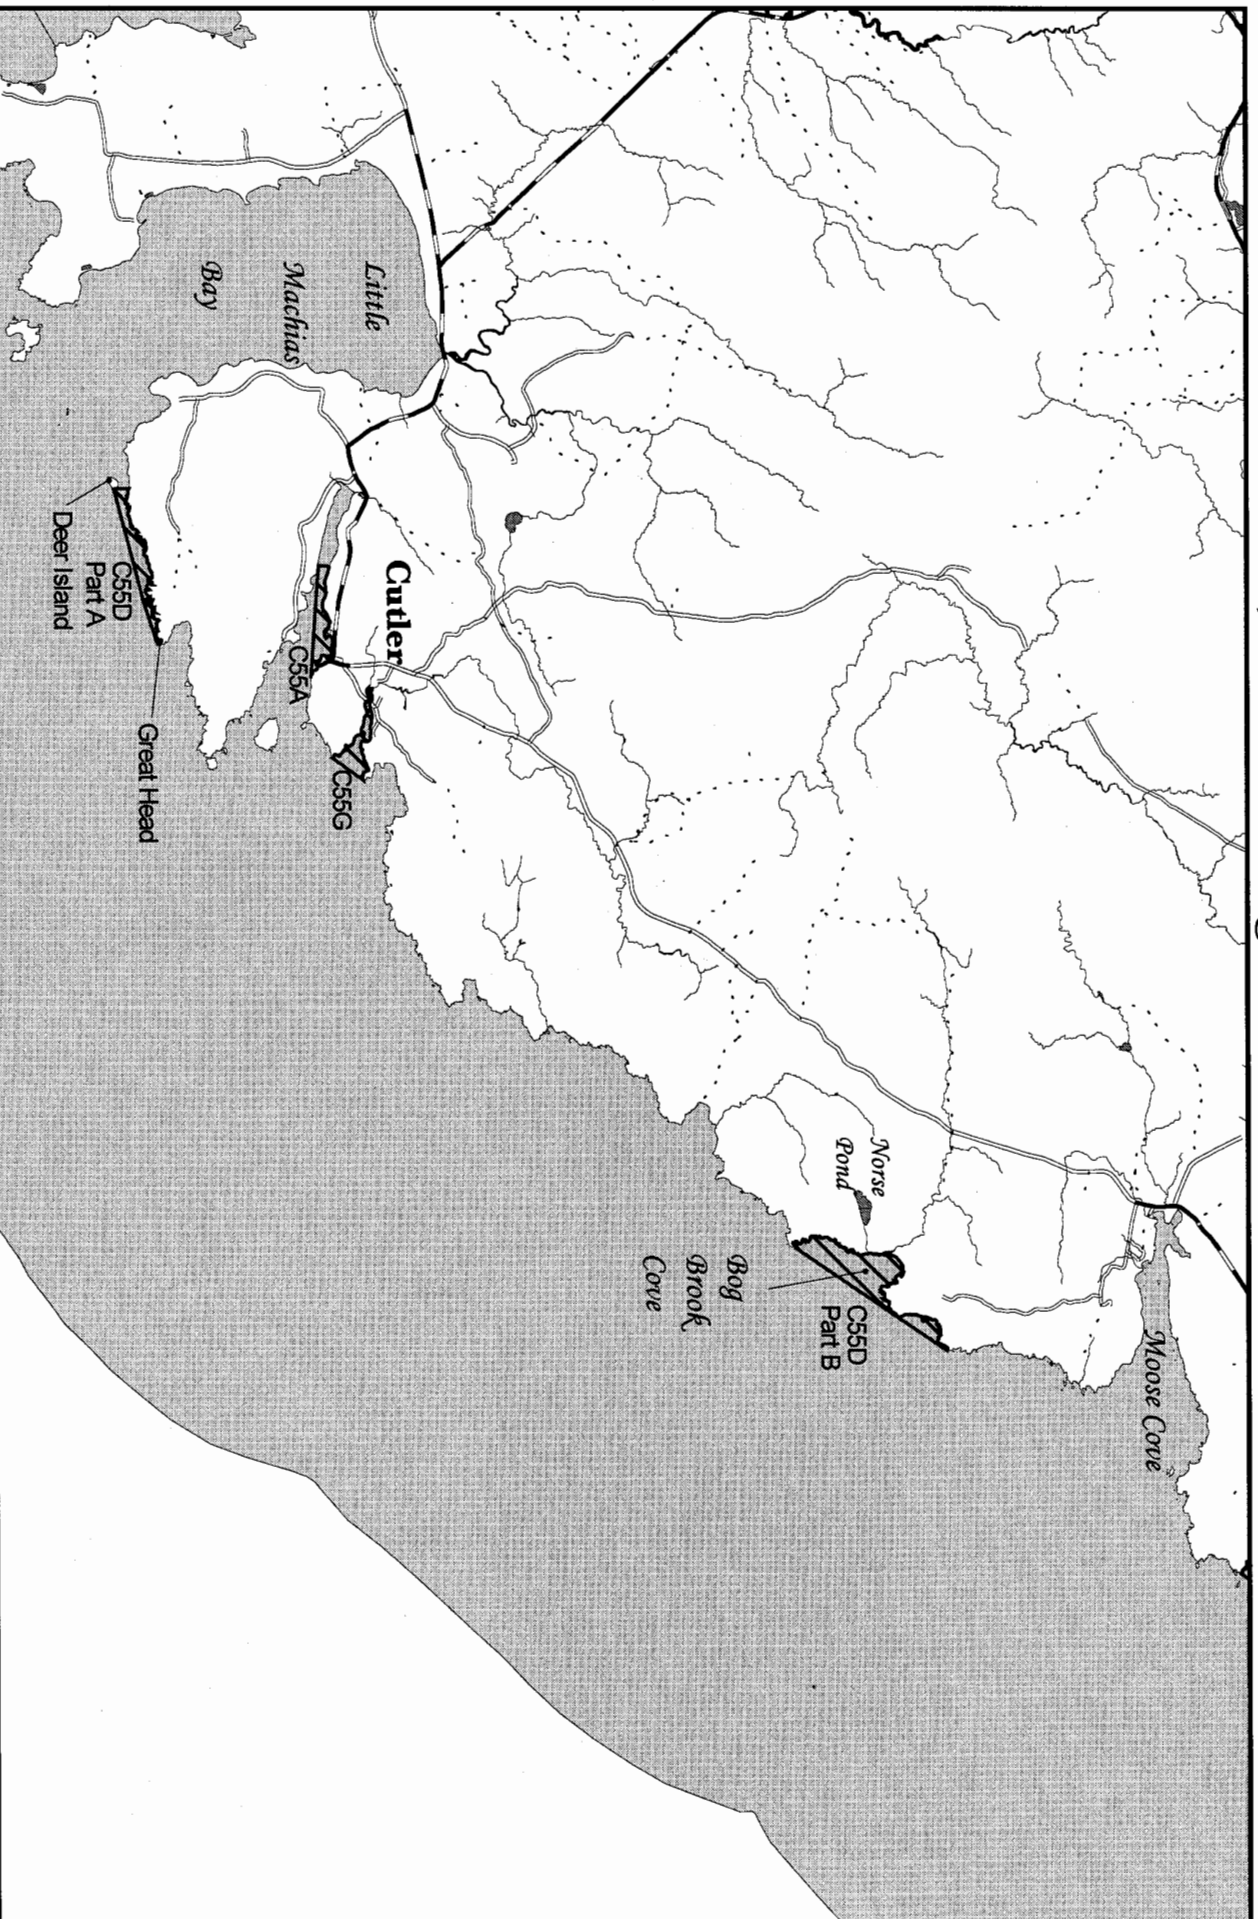 Little
Machias
Bay
Cutler
C55A
C55G
C55D
Part A
Deer Island
Great Head
Norse
Pond
Bog
Brook
Cove
C55D
Part B
Moose Cove